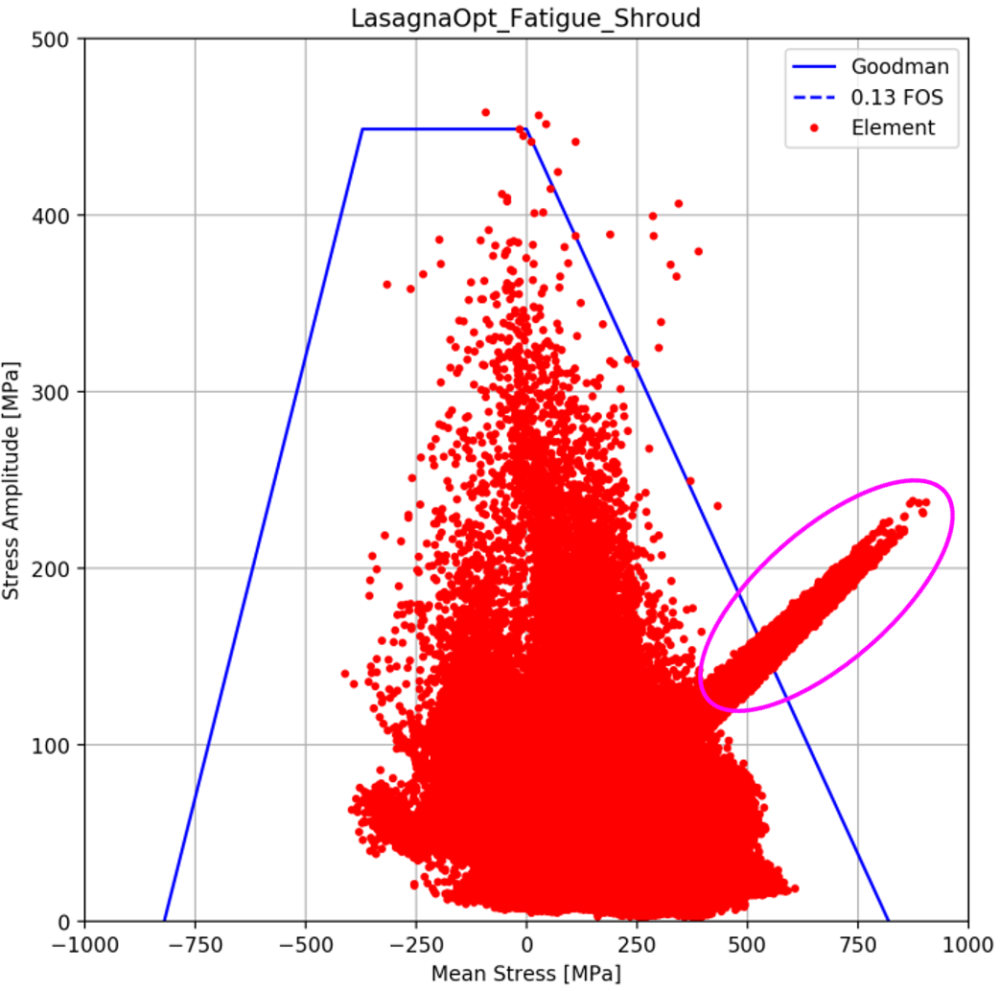 LasagnaOpt_Fatigue_Shroud
500
400
300
200
100
0
Stress Amplitude [MPa]
Goodman
0.13 FOS
Element
−1000 −750 −500 −250 0 250 500 750 1000
Mean Stress [MPa]